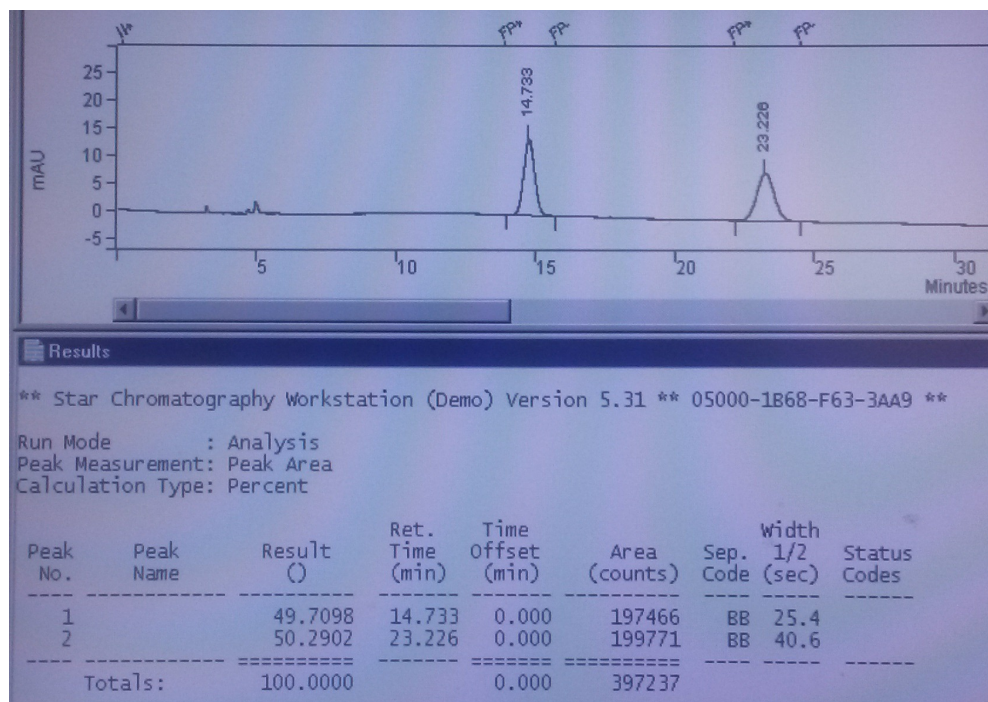 FP* FP- FP* FP-
25
14.733
20
23.226
15
10
mAU
5
0
-5
5 10 15 20 25 30
Minutes
Results
** Star Chromatography Workstation (Demo) Version 5.31 ** 05000-1B68-F63-3AA9 **
Run Mode : Analysis
Peak Measurement: Peak Area
Calculation Type: Percent
Ret. Time Width
Peak Peak Result Time Offset Area Sep. 1/2 Status
No. Name () (min) (min) (counts) Code (sec) Codes
---- ------------- ---------- ------- ------- ---------- ---- ----- ------
1 49.7098 14.733 0.000 197466 BB 25.4
2 50.2902 23.226 0.000 199771 BB 40.6
---- ------------- ========== ------- ======= ========== ---- ----- ------
Totals: 100.0000 0.000 397237